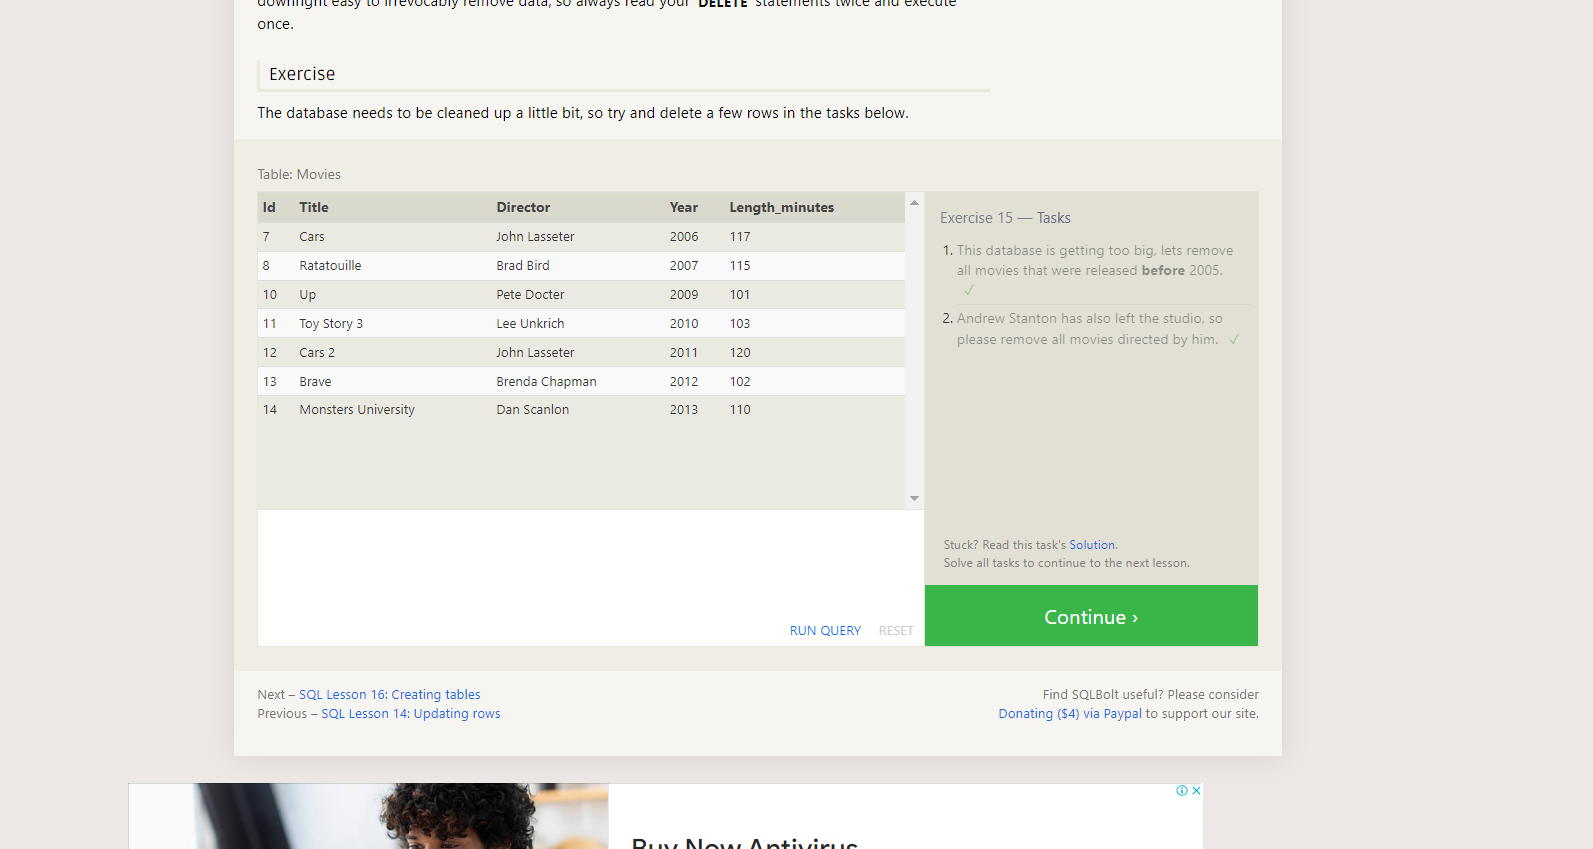 downright easy to irrevocably remove data, so always read your DELETE statements twice and execute
once.
Exercise
The database needs to be cleaned up a little bit, so try and delete a few rows in the tasks below.
Table: Movies
Id Title Director Year Length_minutes
7 Cars John Lasseter 2006 117
8 Ratatouille Brad Bird 2007 115
10 Up Pete Docter 2009 101
11 Toy Story 3 Lee Unkrich 2010 103
12 Cars 2 John Lasseter 2011 120
13 Brave Brenda Chapman 2012 102
14 Monsters University Dan Scanlon 2013 110
RUN QUERY RESET
Exercise 15 — Tasks
1. This database is getting too big, lets remove
all movies that were released before 2005.
✓
2. Andrew Stanton has also left the studio, so
please remove all movies directed by him. ✓
Stuck? Read this task's Solution.
Solve all tasks to continue to the next lesson.
Continue ›
Next – SQL Lesson 16: Creating tables
Previous – SQL Lesson 14: Updating rows
Find SQLBolt useful? Please consider
Donating ($4) via Paypal to support our site.
Buy Now Antivirus